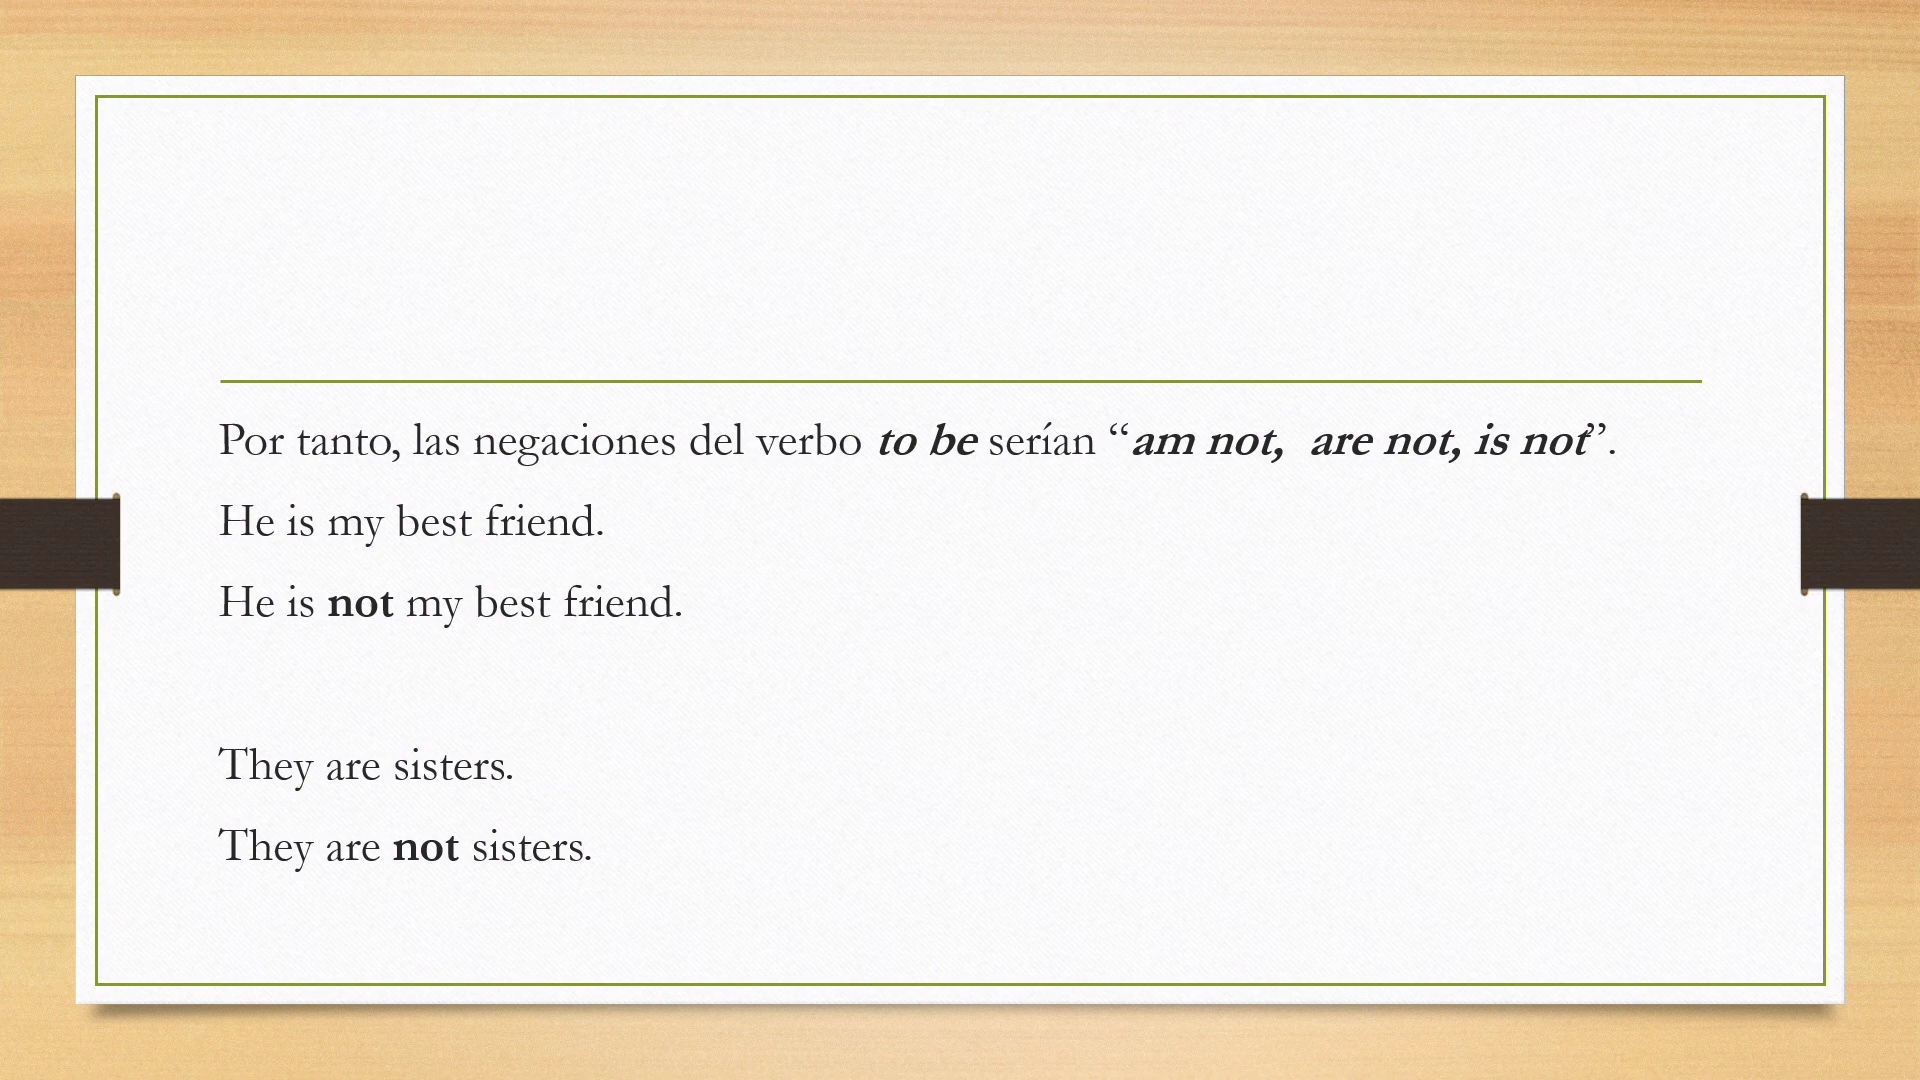 Por tanto, las negaciones del verbo to be serían “am not,  are not, is not”.
He is my best friend.
He is not my best friend.
They are sisters.
They are not sisters.